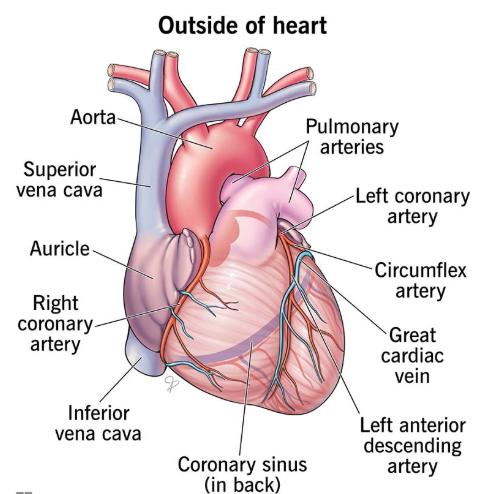 Outside of heart
Aorta
Pulmonary
arteries
Superior
vena cava
Left coronary
artery
Auricle
Circumflex
artery
Right
coronary
artery
Great
cardiac
vein
Inferior
vena cava
Left anterior
descending
artery
Coronary sinus
(in back)